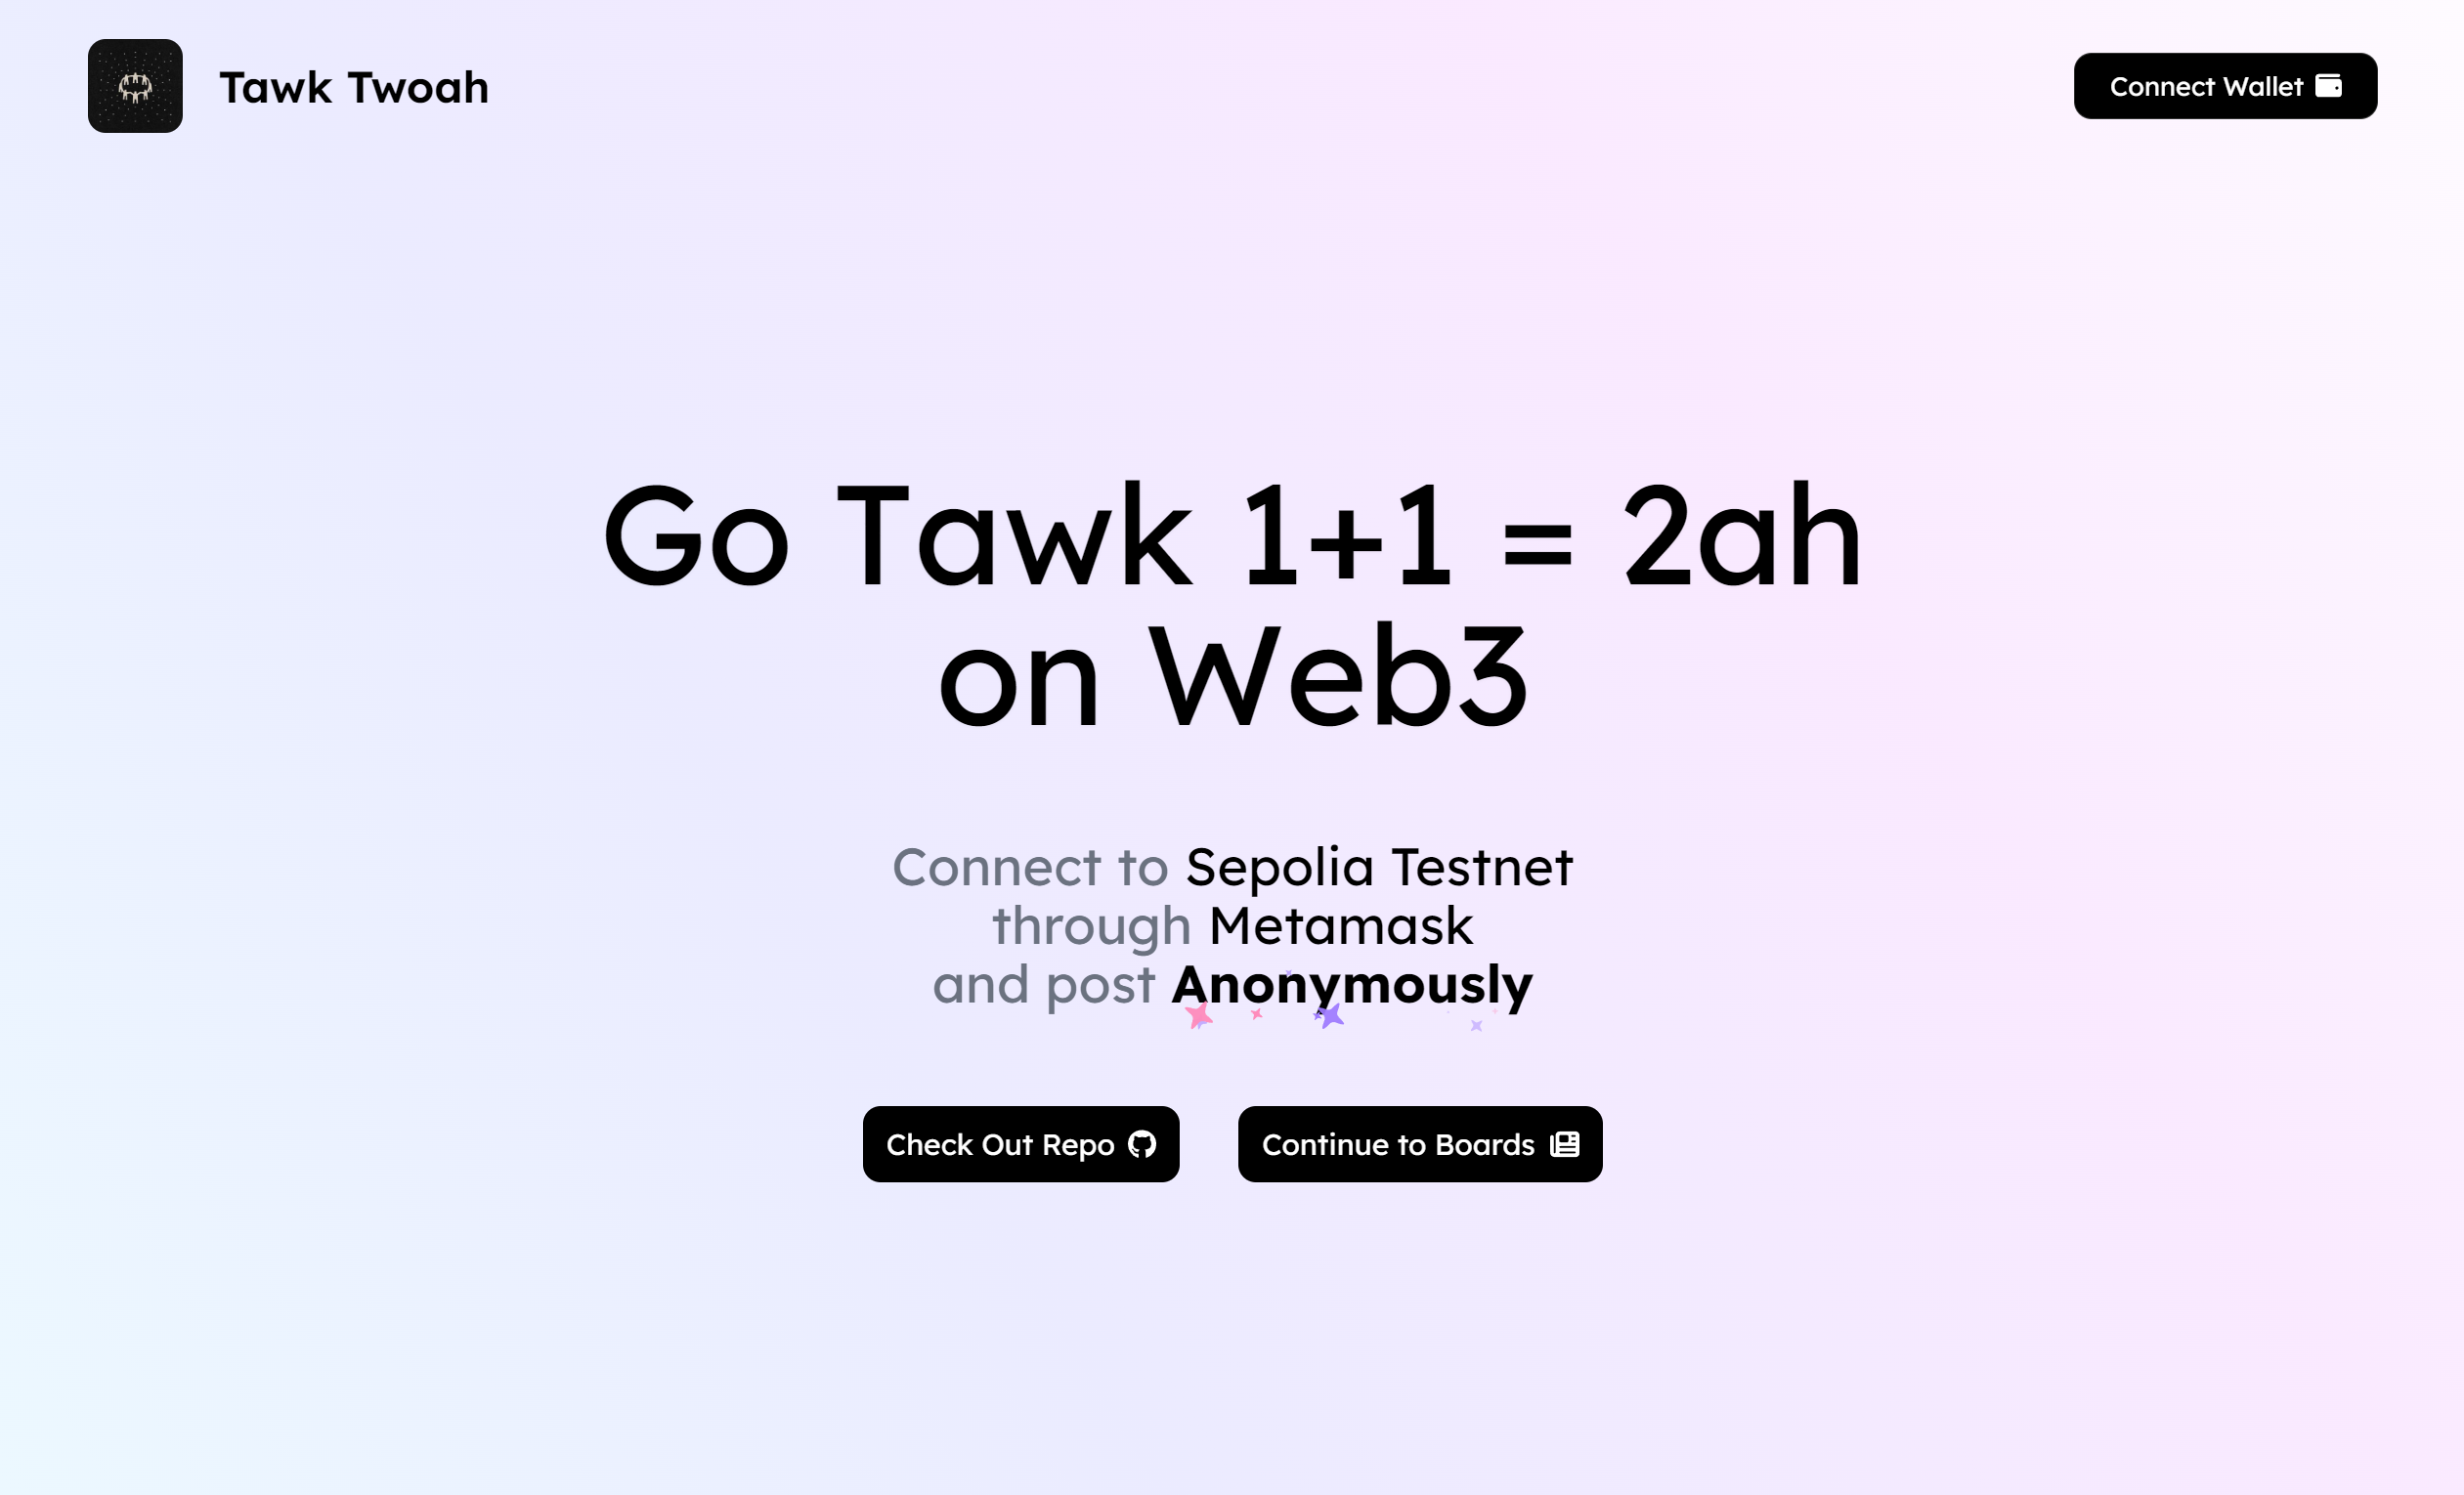 Tawk Twoah
Connect Wallet
Go Tawk 1+1 = 2ah
on Web3
Connect to Sepolia Testnet
through Metamask
and post Anonymously
Check Out Repo
Continue to Boards